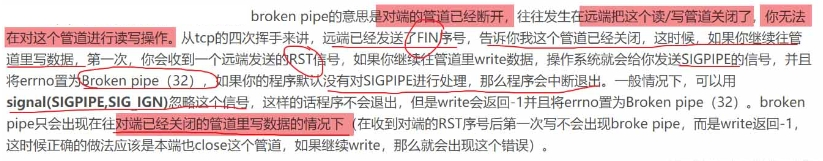 broken pipe的意思是对端的管道已经断开，往往发生在远端把这个读/写管道关闭了，你无法
在对这个管道进行读写操作。从tcp的四次挥手来讲，远端已经发送了FIN序号，告诉你我这个管道已经关闭，这时候，如果你继续往管
道里写数据，第一次，你会收到一个远端发送的RST信号，如果你继续往管道里write数据，操作系统就会给你发送SIGPIPE的信号，并且
将errno置为Broken pipe（32），如果你的程序默认没有对SIGPIPE进行处理，那么程序会中断退出。一般情况下，可以用
signal(SIGPIPE,SIG_IGN)忽略这个信号，这样的话程序不会退出，但是write会返回-1并且将errno置为Broken pipe（32）。broken
pipe只会出现在往对端已经关闭的管道里写数据的情况下（在收到对端的RST序号后第一次写不会出现broke pipe，而是write返回-1，
这时候正确的做法应该是本端也close这个管道，如果继续write，那么就会出现这个错误）。